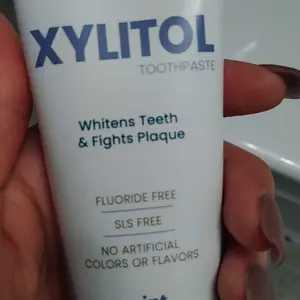 XYLITOL
TOOTHPASTE
Whitens Teeth
& Fights Plaque
FLUORIDE FREE
SLS FREE
NO ARTIFICIAL
COLORS OR FLAVORS